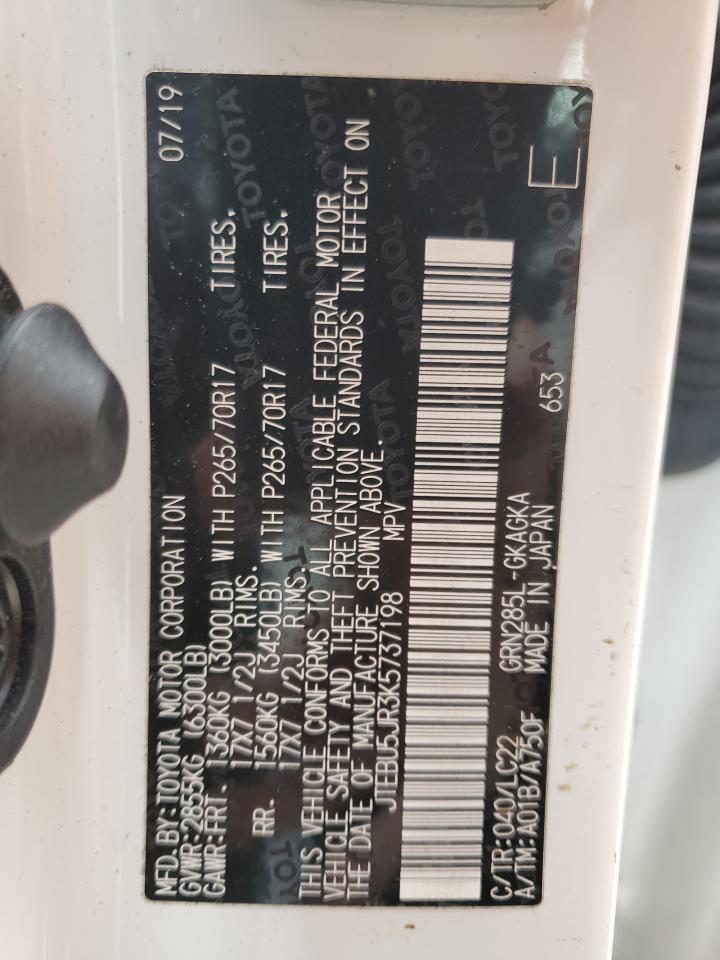 MFD.BY:TOYOTA MOTOR CORPORATION 07/19
GVWR:2855KG (6300LB)
GAWR:FRT. 1360KG (3000LB) WITH P265/70R17 TIRES.
17X7 1/2J RIMS.
RR. 1560KG (3450LB) WITH P265/70R17 TIRES.
17X7 1/2J RIMS.
THIS VEHICLE CONFORMS TO ALL APPLICABLE FEDERAL MOTOR
VEHICLE SAFETY AND THEFT PREVENTION STANDARDS IN EFFECT ON
THE DATE OF MANUFACTURE SHOWN ABOVE.
JTEBU5JR3K5737198 MPV
C/TR:040/LC22 GRN285L-GKAGKA
A/TM:A01B/A750F MADE IN JAPAN 653
E